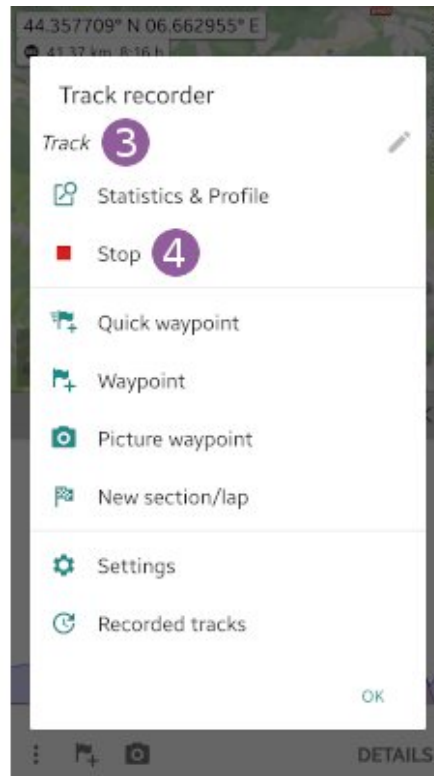 44.357709° N 06.662955° E
41.37 km, 8:16 h
Track recorder
Track 3
Statistics & Profile
Stop 4
Quick waypoint
Waypoint
Picture waypoint
New section/lap
Settings
Recorded tracks
OK
DETAILS